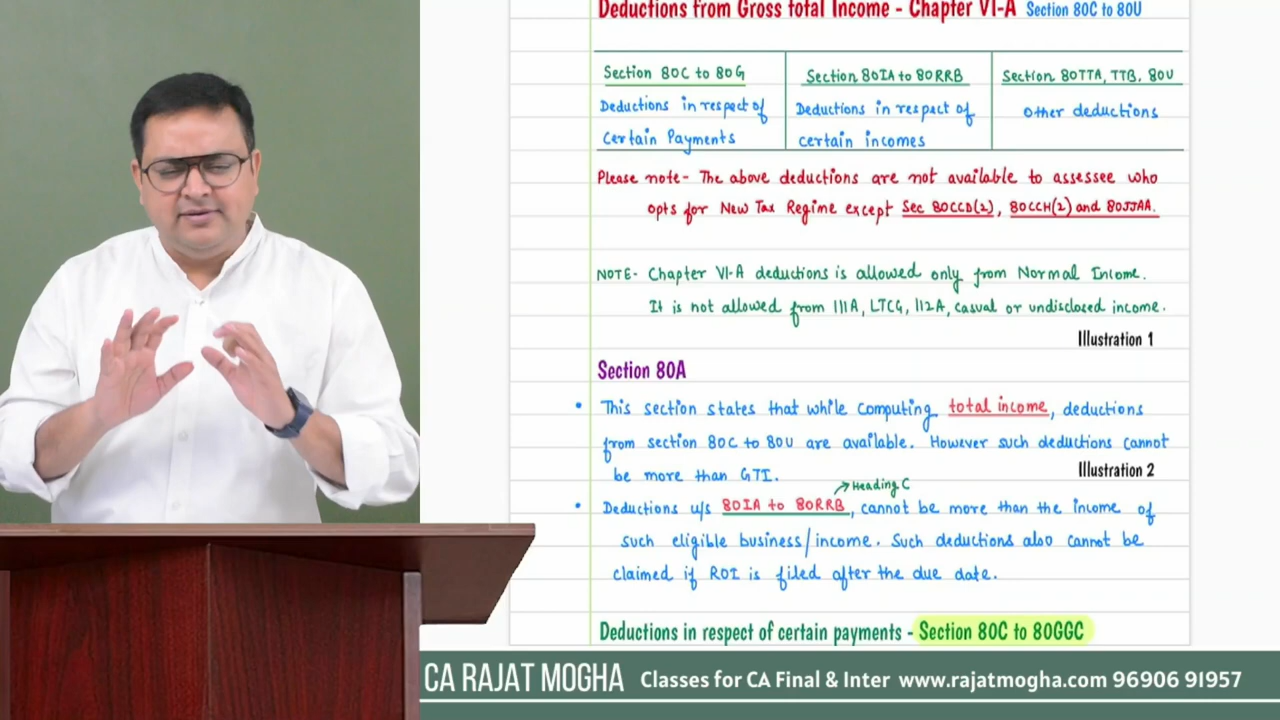 Deductions from Gross total Income - Chapter VI-A Section 80C to 80U
Section 80C to 80G
Deductions in respect of
Certain Payments
Section 80IA to 80RRB
Deductions in respect of
certain incomes
Section 80TTA, TTB, 80U
Other deductions
Please note- The above deductions are not available to assessee who
opts for New Tax Regime except Sec 80CCD(2), 80CCH(2) and 80JJAA.
NOTE- Chapter VI-A deductions is allowed only from Normal Income.
It is not allowed from 111A, LTCG, 112A, casual or undisclosed income.
Illustration 1
Section 80A
• This section states that while computing total income, deductions
from section 80C to 80U are available. However such deductions cannot
be more than GTI.
Illustration 2
Heading C
• Deductions u/s 80IA to 80RRB, cannot be more than the income of
such eligible business/income. Such deductions also cannot be
claimed if ROI is filed after the due date.
Deductions in respect of certain payments - Section 80C to 80GGC
CA RAJAT MOGHA Classes for CA Final & Inter www.rajatmogha.com 96906 91957